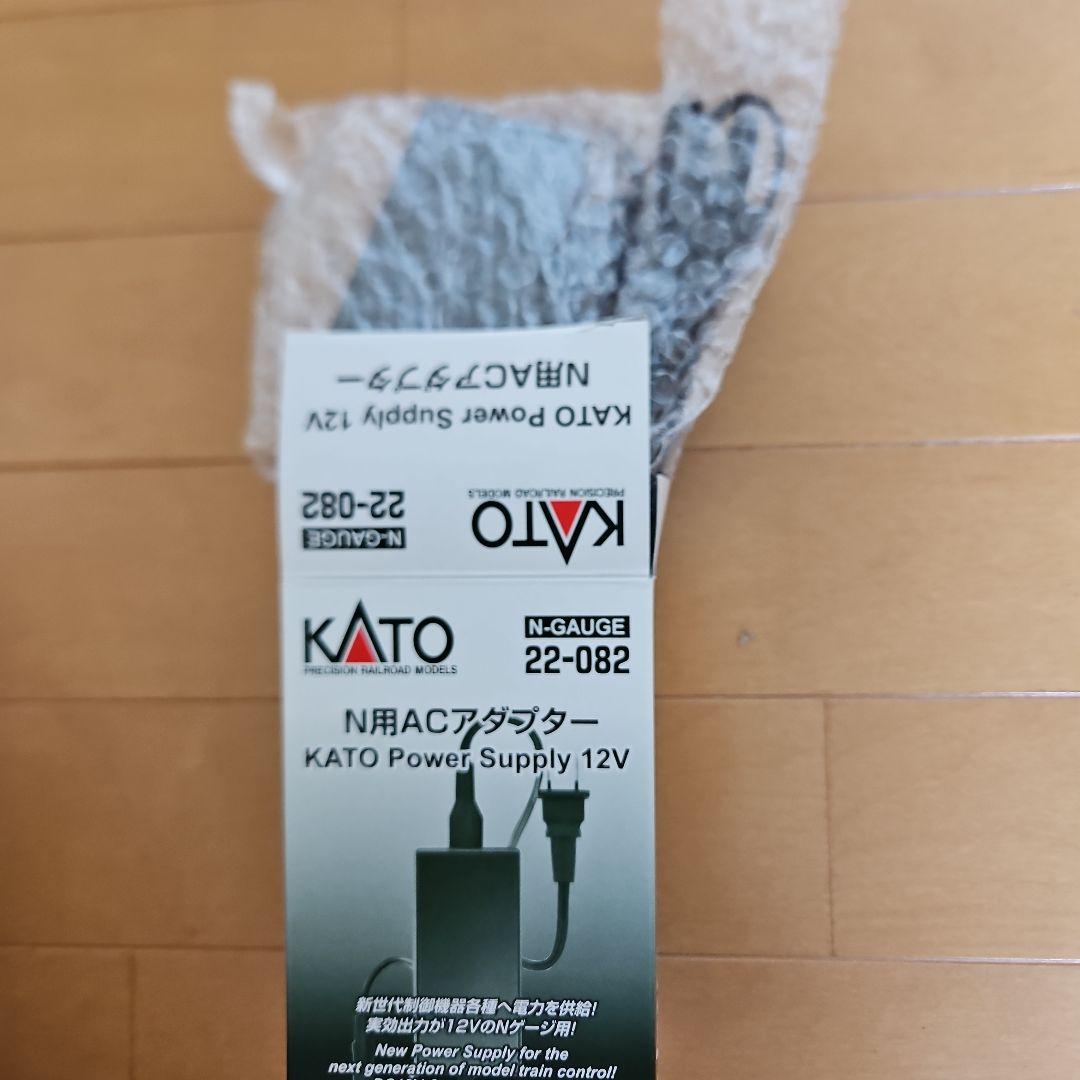 N用ACアダプター
KATO Power Supply 12V
22-082
N-GAUGE
KATO
PRECISION RAILROAD MODELS
KATO
PRECISION RAILROAD MODELS
N-GAUGE
22-082
N用ACアダプター
KATO Power Supply 12V
新世代制御機器各種へ電力を供給!
実効出力が12VのNゲージ用!
New Power Supply for the
next generation of model train control!